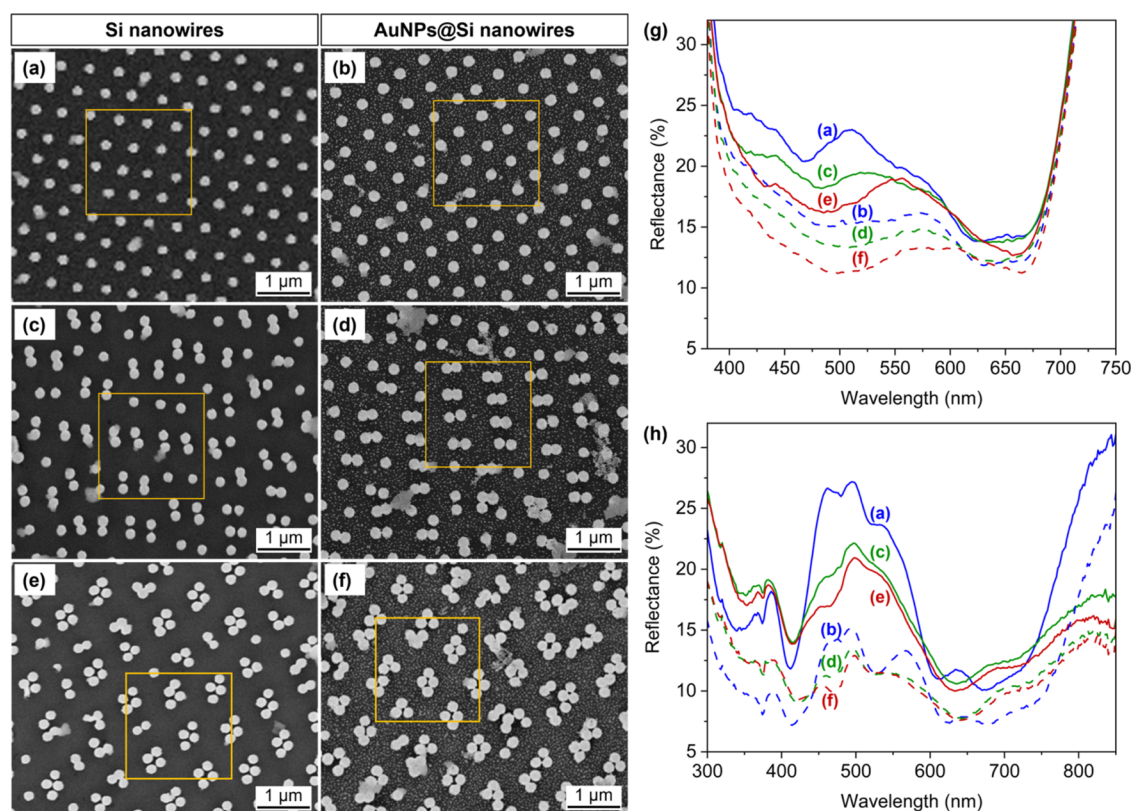 Si nanowires
AuNPs@Si nanowires
(a)
1 µm
(b)
1 µm
(c)
1 µm
(d)
1 µm
(e)
1 µm
(f)
1 µm
(g)
30
25
20
15
10
5
Reflectance (%)
(a)
(c)
(e)
(b)
(d)
(f)
400 450 500 550 600 650 700 750
Wavelength (nm)
(h)
30
25
20
15
10
5
Reflectance (%)
(a)
(c)
(e)
(b)
(d)
(f)
300 400 500 600 700 800
Wavelength (nm)